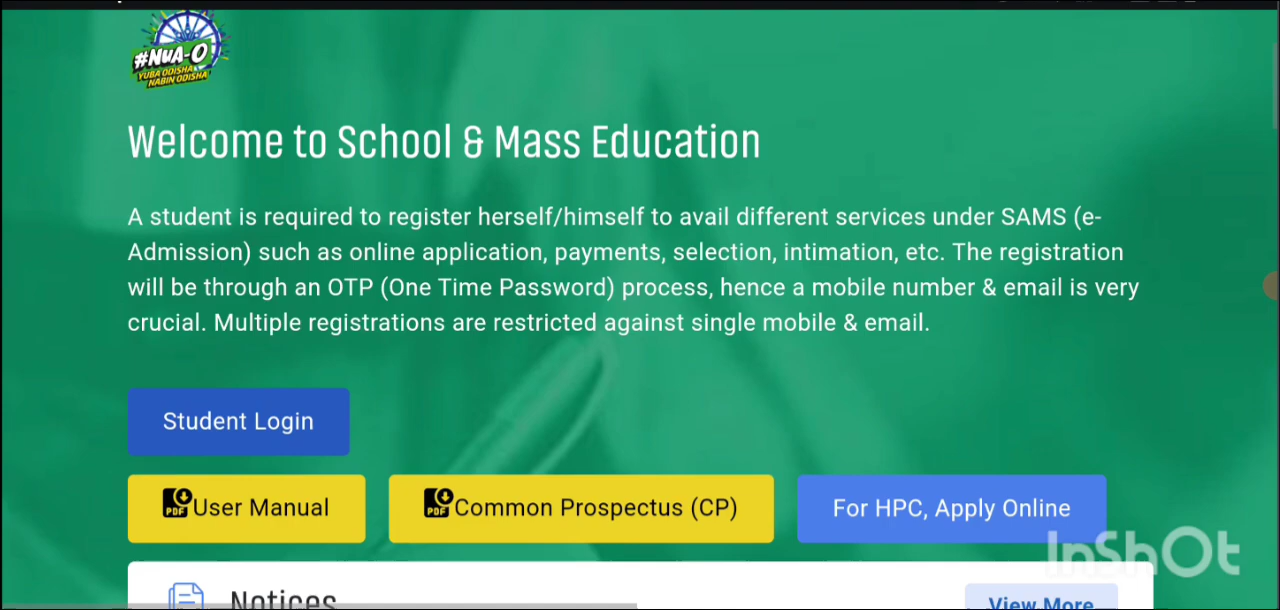 #NUA-O
YUBA ODISHA
NABIN ODISHA
Welcome to School & Mass Education
A student is required to register herself/himself to avail different services under SAMS (e-
Admission) such as online application, payments, selection, intimation, etc. The registration
will be through an OTP (One Time Password) process, hence a mobile number & email is very
crucial. Multiple registrations are restricted against single mobile & email.
Student Login
PDF User Manual
PDF Common Prospectus (CP)
For HPC, Apply Online
InShOt
Notices
View More